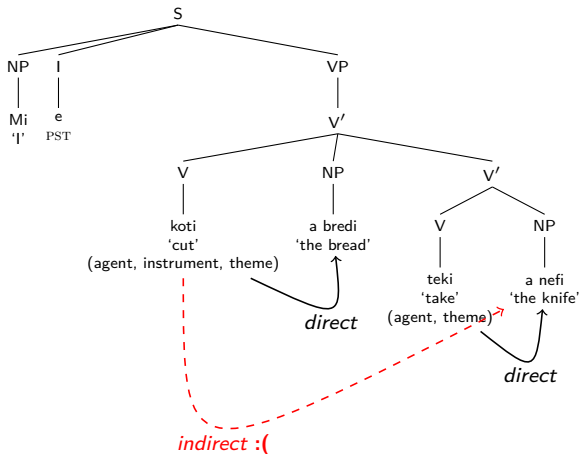 S
NP I VP
Mi e V′
‘I’ PST
V NP V′
koti a bredi V NP
‘cut’ ‘the bread’
(agent, instrument, theme)
teki a nefi
‘take’ ‘the knife’
(agent, theme)
direct
direct
indirect :(